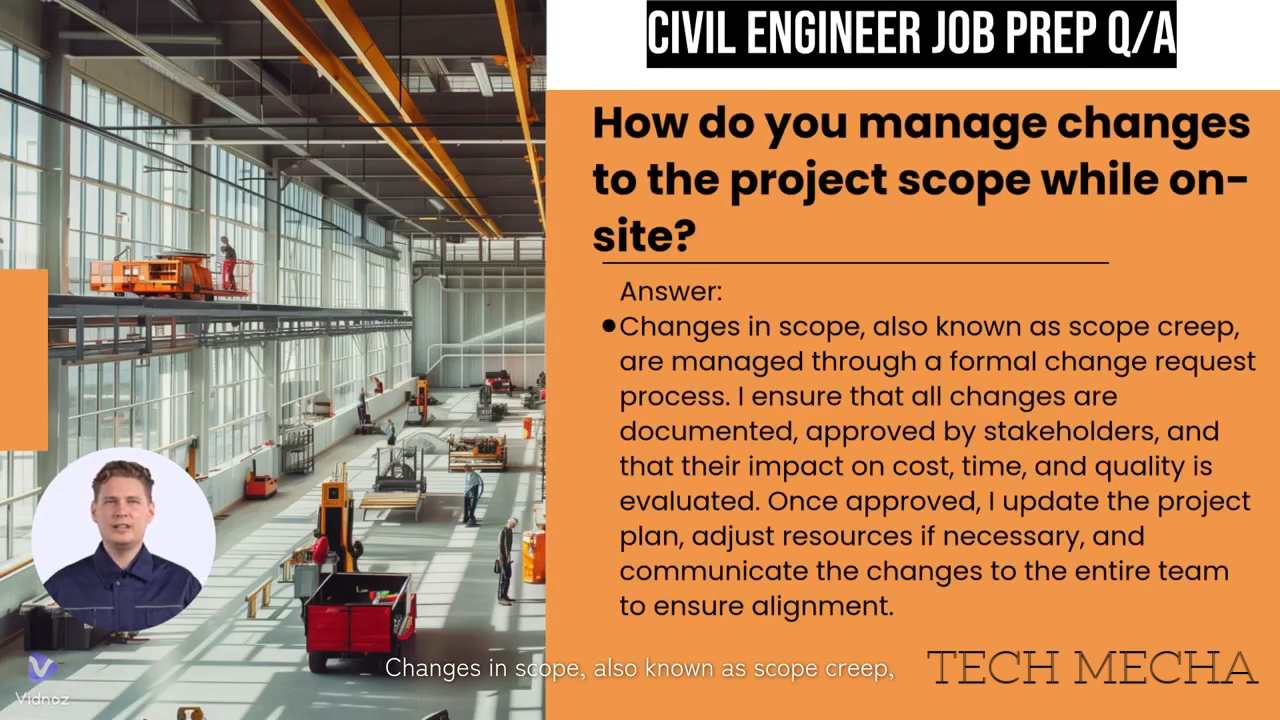 CIVIL ENGINEER JOB PREP Q/A
How do you manage changes
to the project scope while on-
site?
Answer:
●Changes in scope, also known as scope creep,
are managed through a formal change request
process. I ensure that all changes are
documented, approved by stakeholders, and
that their impact on cost, time, and quality is
evaluated. Once approved, I update the project
plan, adjust resources if necessary, and
communicate the changes to the entire team
to ensure alignment.
Changes in scope, also known as scope creep,
TECH MECHA
Vidnoz